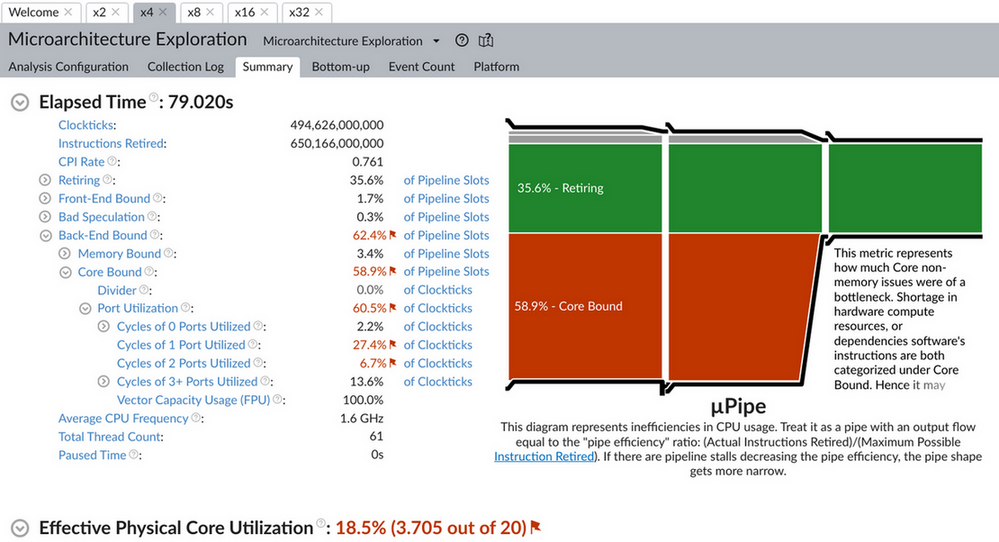 Welcome × x2 × x4 × x8 × x16 × x32 ×
Microarchitecture Exploration Microarchitecture Exploration
Analysis Configuration Collection Log Summary Bottom-up Event Count Platform
Elapsed Time: 79.020s
Clockticks: 494,626,000,000
Instructions Retired: 650,166,000,000
CPI Rate: 0.761
Retiring: 35.6% of Pipeline Slots
Front-End Bound: 1.7% of Pipeline Slots
Bad Speculation: 0.3% of Pipeline Slots
Back-End Bound: 62.4% of Pipeline Slots
Memory Bound: 3.4% of Pipeline Slots
Core Bound: 58.9% of Pipeline Slots
Divider: 0.0% of Clockticks
Port Utilization: 60.5% of Clockticks
Cycles of 0 Ports Utilized: 2.2% of Clockticks
Cycles of 1 Port Utilized: 27.4% of Clockticks
Cycles of 2 Ports Utilized: 6.7% of Clockticks
Cycles of 3+ Ports Utilized: 13.6% of Clockticks
Vector Capacity Usage (FPU): 100.0%
Average CPU Frequency: 1.6 GHz
Total Thread Count: 61
Paused Time: 0s
35.6% - Retiring
58.9% - Core Bound
This metric represents
how much Core non-
memory issues were of a
bottleneck. Shortage in
hardware compute
resources, or
dependencies software's
instructions are both
categorized under Core
Bound. Hence it may
µPipe
This diagram represents inefficiencies in CPU usage. Treat it as a pipe with an output flow
equal to the "pipe efficiency" ratio: (Actual Instructions Retired)/(Maximum Possible
Instruction Retired). If there are pipeline stalls decreasing the pipe efficiency, the pipe shape
gets more narrow.
Effective Physical Core Utilization: 18.5% (3.705 out of 20)